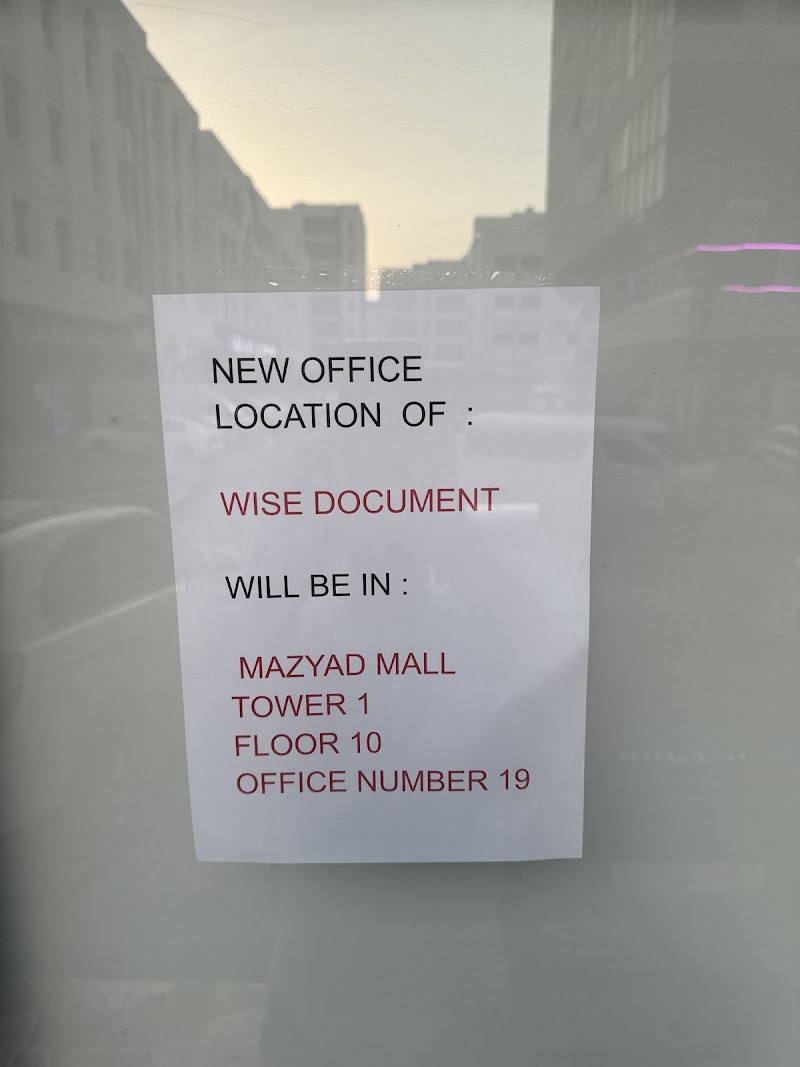 NEW OFFICE
LOCATION OF :
WISE DOCUMENT
WILL BE IN :
MAZYAD MALL
TOWER 1
FLOOR 10
OFFICE NUMBER 19